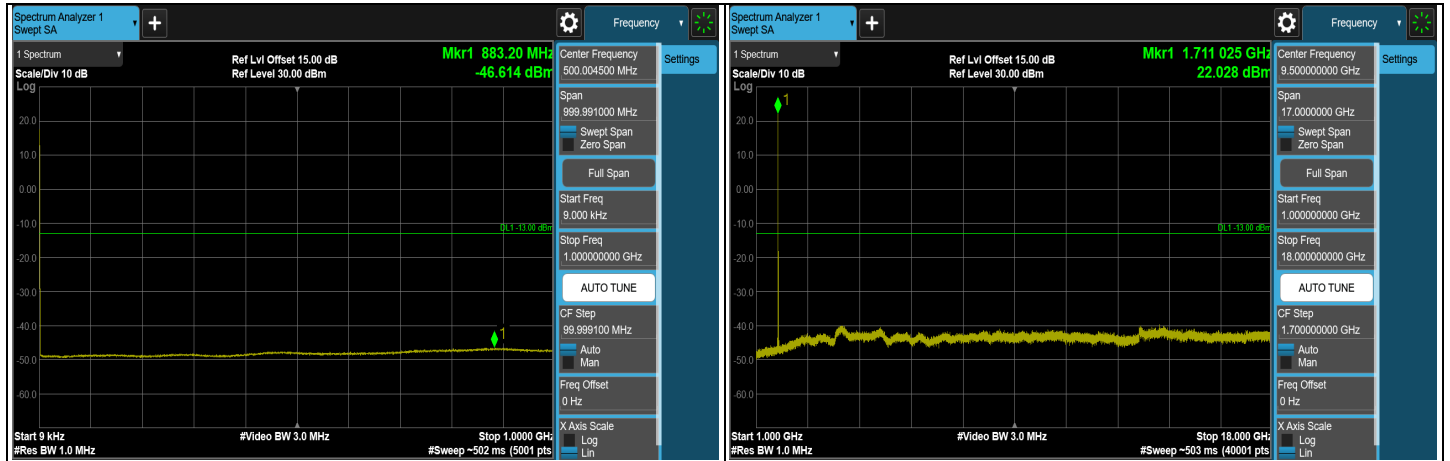 Spectrum Analyzer 1
Swept SA
+
Frequency
1 Spectrum
Ref Lvl Offset 15.00 dB
Ref Level 30.00 dBm
Mkr1 883.20 MHz
-46.614 dBm
Scale/Div 10 dB
Log
20.0
10.0
0.00
-10.0
-20.0
-30.0
-40.0
-50.0
-60.0
DL1 -13.00 dBm
1
Start 9 kHz
#Res BW 1.0 MHz
#Video BW 3.0 MHz
Stop 1.0000 GHz
#Sweep ~502 ms (5001 pts
Center Frequency
500.004500 MHz
Settings
Span
999.991000 MHz
Swept Span
Zero Span
Full Span
Start Freq
9.000 kHz
Stop Freq
1.000000000 GHz
AUTO TUNE
CF Step
99.999100 MHz
Auto
Man
Freq Offset
0 Hz
X Axis Scale
Log
Lin
Spectrum Analyzer 1
Swept SA
+
Frequency
1 Spectrum
Ref Lvl Offset 15.00 dB
Ref Level 30.00 dBm
Mkr1 1.711 025 GHz
22.028 dBm
Scale/Div 10 dB
Log
1
20.0
10.0
0.00
-10.0
-20.0
-30.0
-40.0
-50.0
-60.0
DL1 -13.00 dBm
Start 1.000 GHz
#Res BW 1.0 MHz
#Video BW 3.0 MHz
Stop 18.000 GHz
#Sweep ~503 ms (40001 pts
Center Frequency
9.500000000 GHz
Settings
Span
17.0000000 GHz
Swept Span
Zero Span
Full Span
Start Freq
1.000000000 GHz
Stop Freq
18.000000000 GHz
AUTO TUNE
CF Step
1.700000000 GHz
Auto
Man
Freq Offset
0 Hz
X Axis Scale
Log
Lin